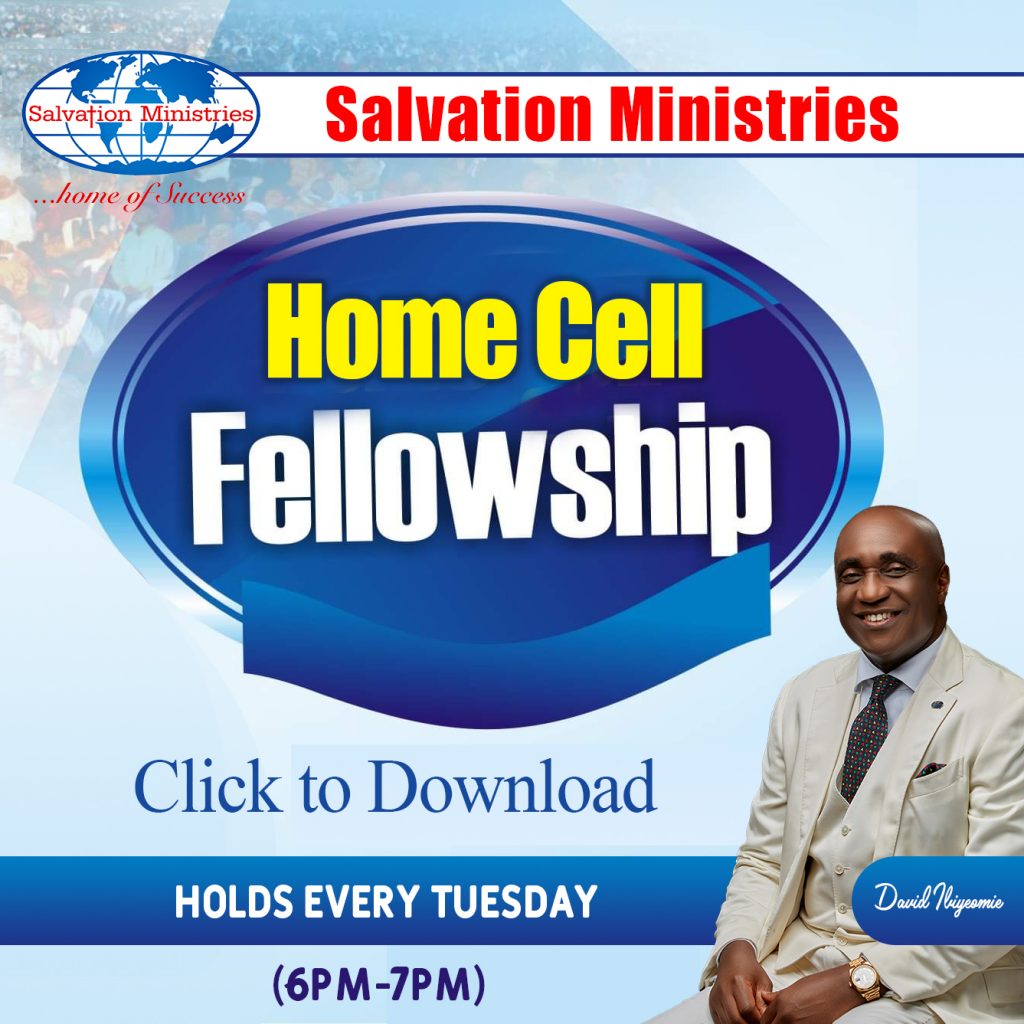 Salvation Ministries
...home of Success
Salvation Ministries
Home Cell
Fellowship
Click to Download
HOLDS EVERY TUESDAY
David Ibiyeomie
(6PM-7PM)